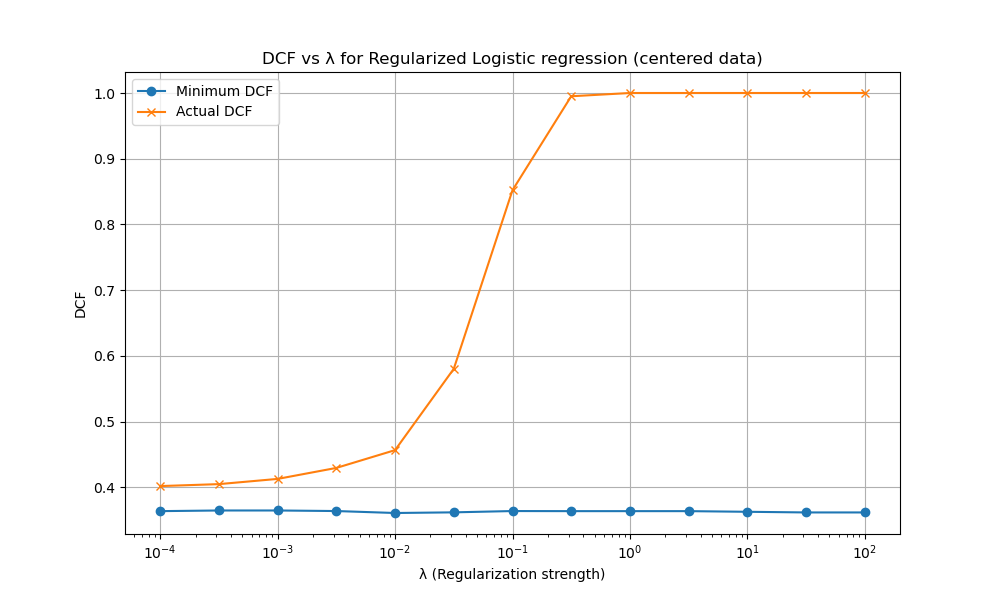 DCF vs λ for Regularized Logistic regression (centered data)
Minimum DCF
Actual DCF
1.0
0.9
0.8
0.7
0.6
0.5
0.4
DCF
10⁻⁴
10⁻³
10⁻²
10⁻¹
10⁰
10¹
10²
λ (Regularization strength)